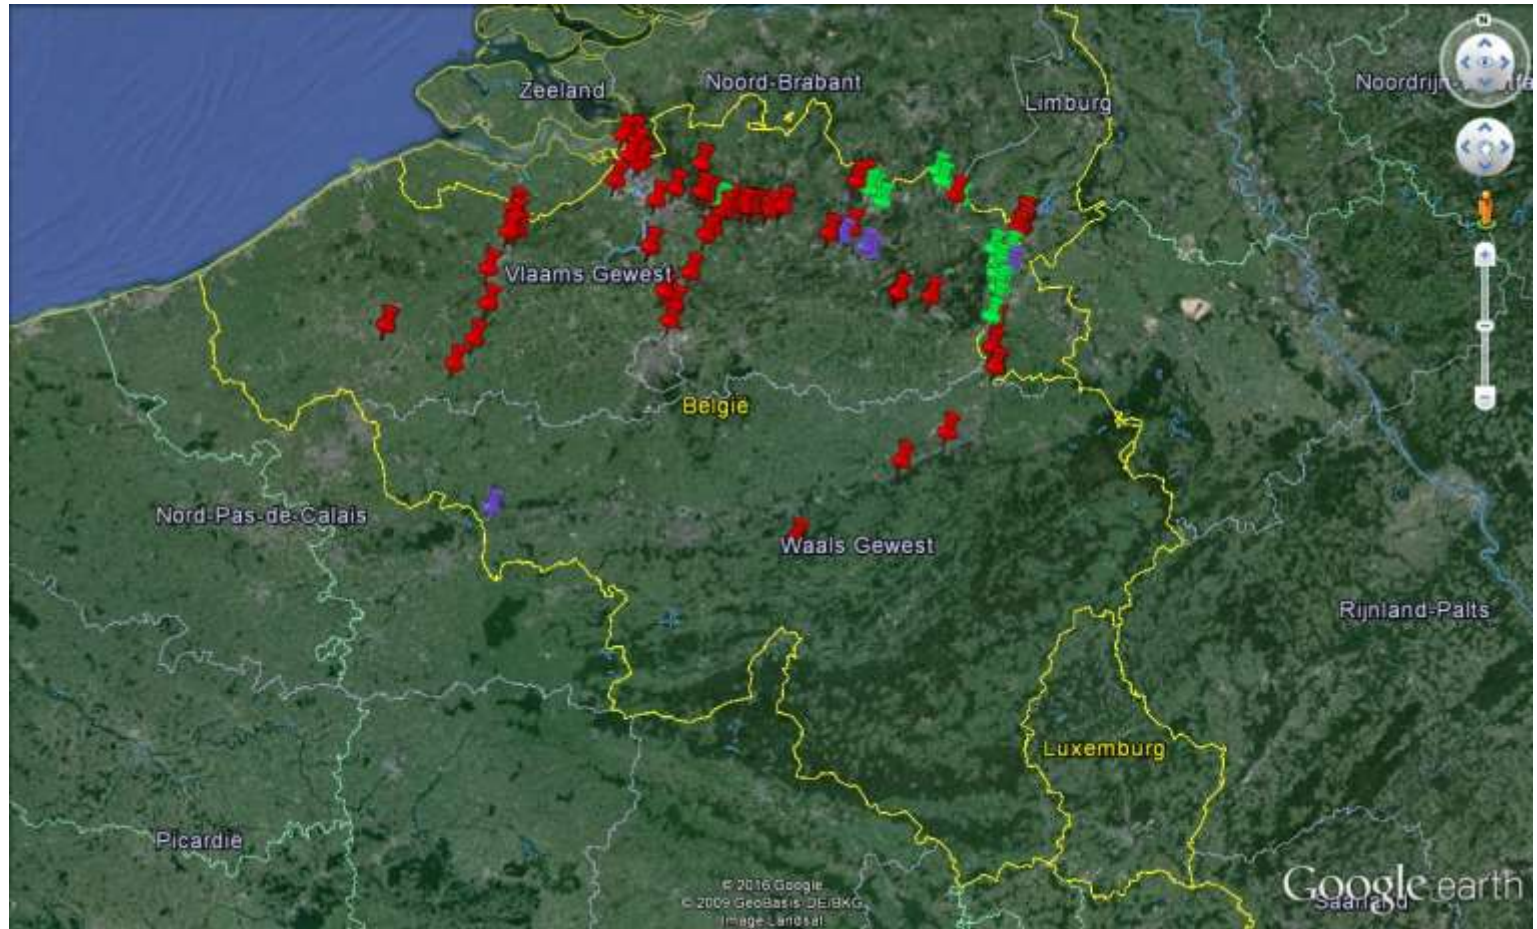 N
Zeeland
Noord-Brabant
Limburg
Vlaams Gewest
België
Nord-Pas-de-Calais
Waals Gewest
Rijnland-Palts
Luxemburg
Picardië
© 2016 Google
© 2009 GeoBasis-DE/BKG
Image Landsat
Google earth
Saarland